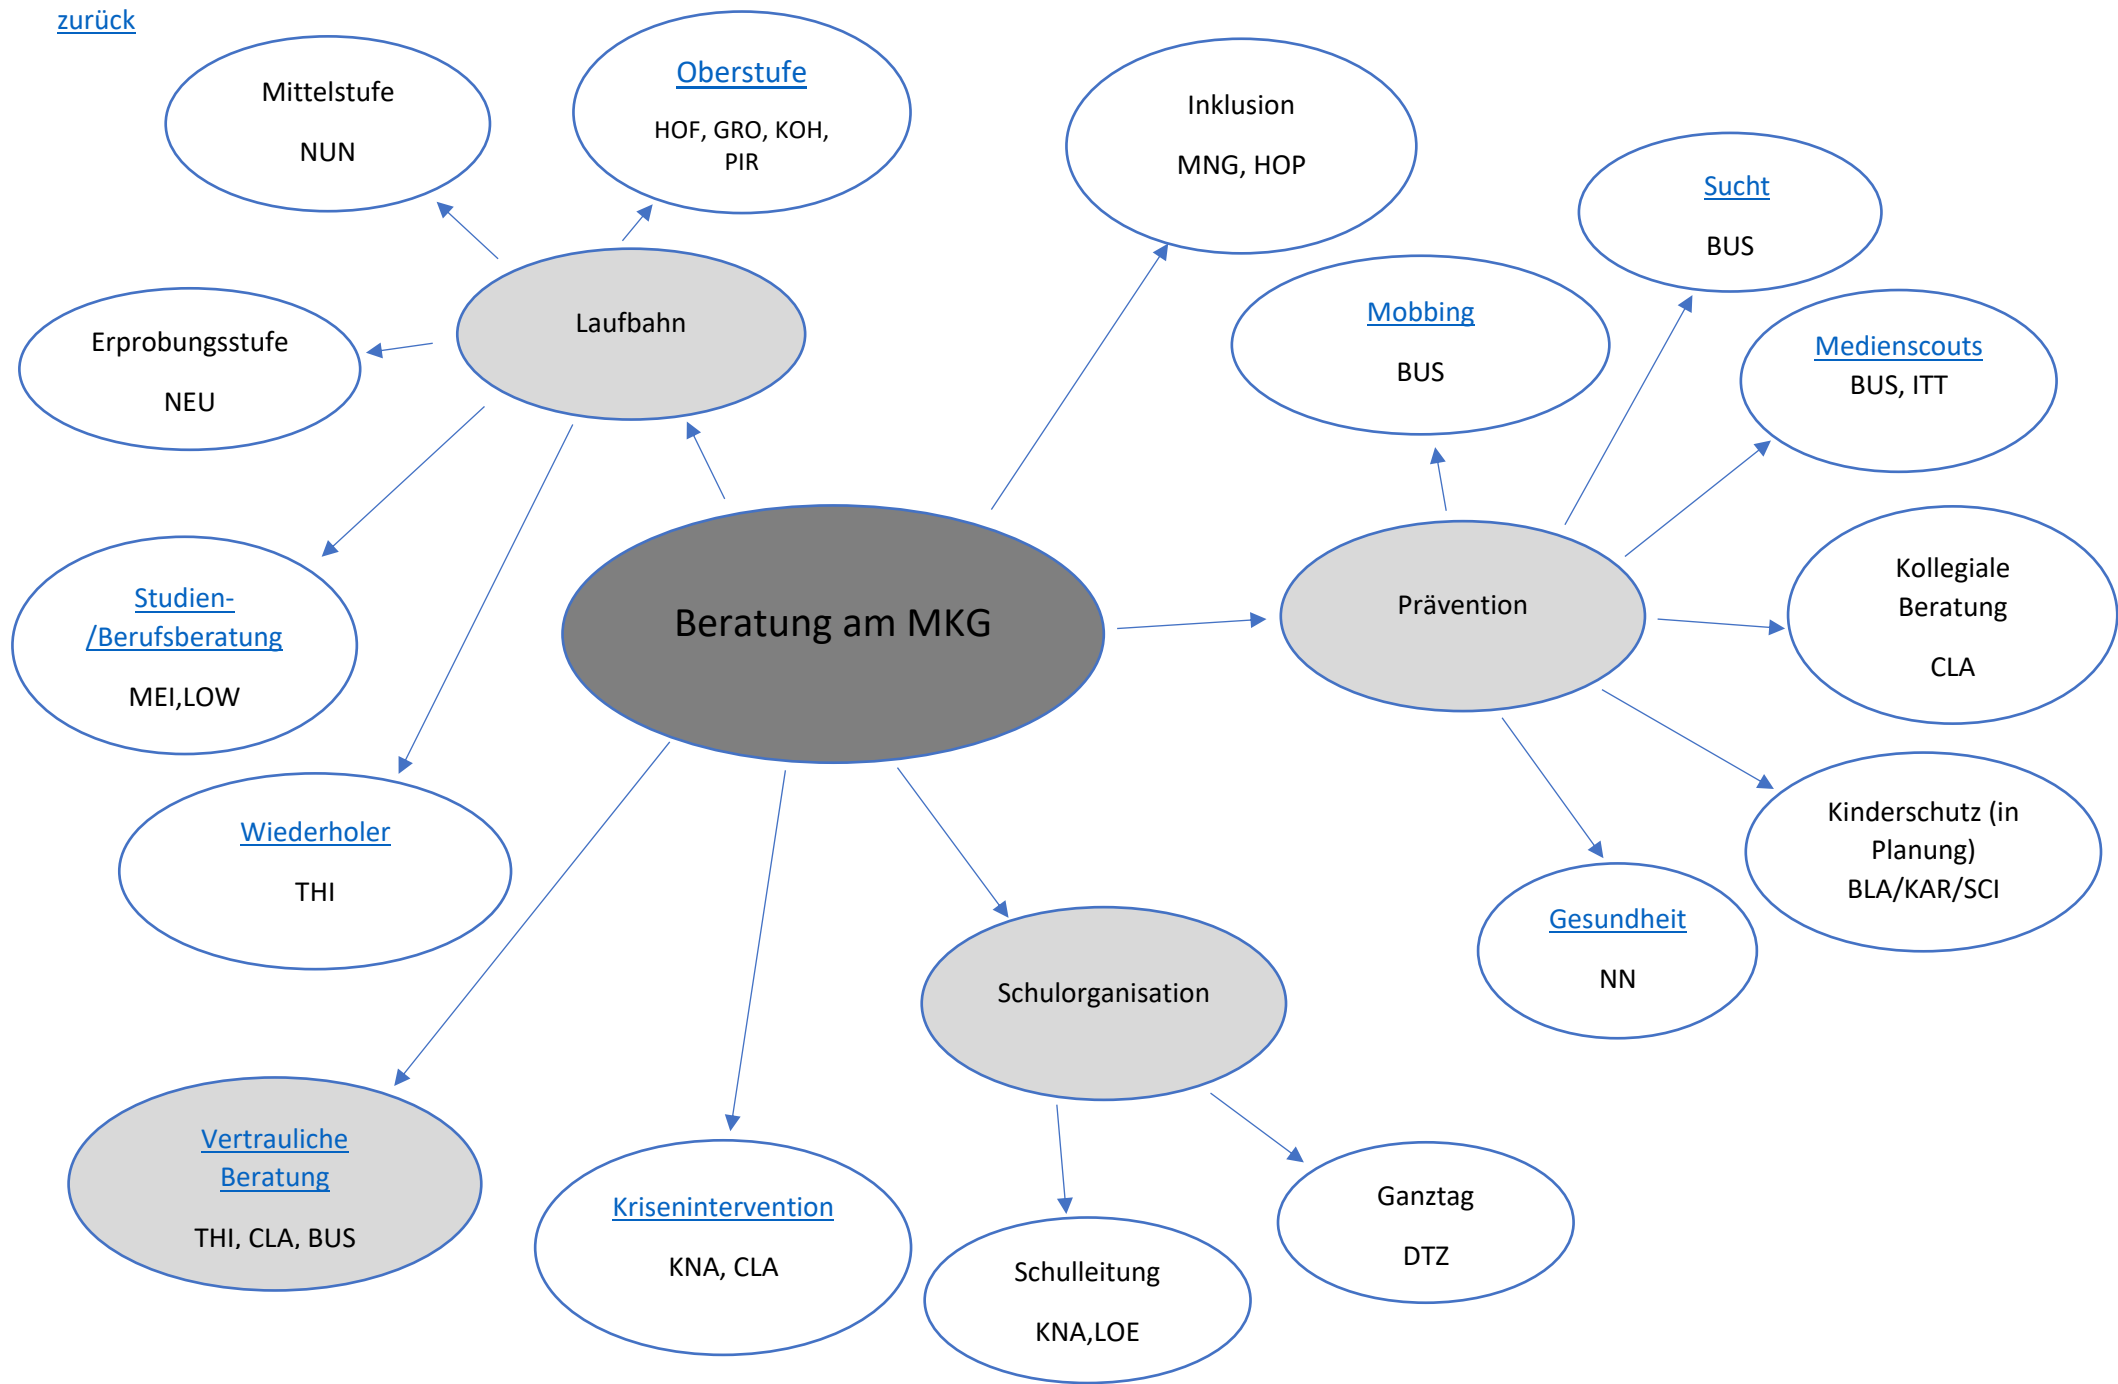 zurück
Mittelstufe
NUN
Oberstufe
HOF, GRO, KOH,
PIR
Inklusion
MNG, HOP
Sucht
BUS
Laufbahn
Mobbing
BUS
Medienscouts
BUS, ITT
Erprobungsstufe
NEU
Studien-
/Berufsberatung
MEI,LOW
Beratung am MKG
Prävention
Kollegiale
Beratung
CLA
Wiederholer
THI
Kinderschutz (in
Planung)
BLA/KAR/SCI
Gesundheit
NN
Schulorganisation
Vertrauliche
Beratung
THI, CLA, BUS
Krisenintervention
KNA, CLA
Schulleitung
KNA,LOE
Ganztag
DTZ